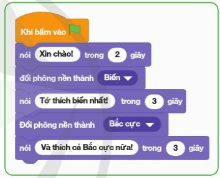 Khi bấm vào
nói Xin chào! trong 2 giây
đổi phông nền thành Biển
nói Tớ thích biển nhất! trong 3 giây
Đổi phông nền thành Bắc cực
nói Và thích cả Bắc cực nữa! trong 3 giây